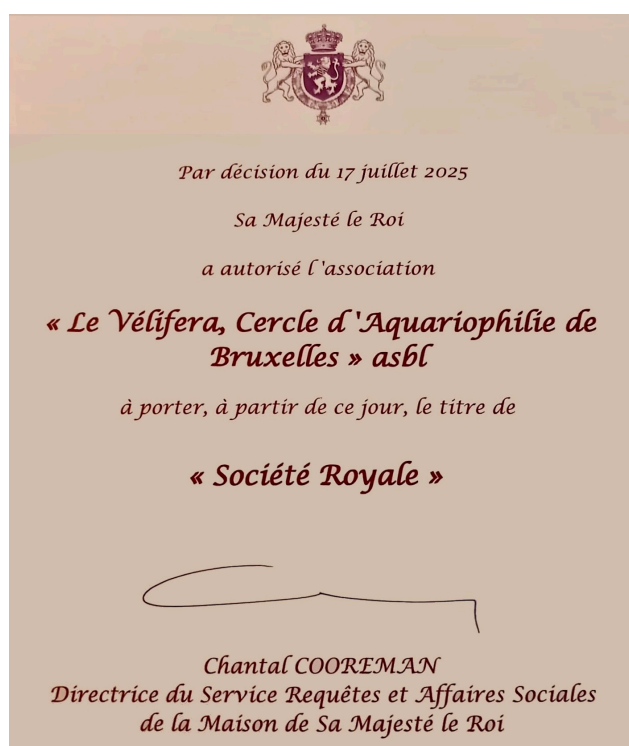 Par décision du 17 juillet 2025
Sa Majesté le Roi
a autorisé l'association
« Le Vélifera, Cercle d'Aquariophilie de
Bruxelles » asbl
à porter, à partir de ce jour, le titre de
« Société Royale »
Chantal COOREMAN
Directrice du Service Requêtes et Affaires Sociales
de la Maison de Sa Majesté le Roi